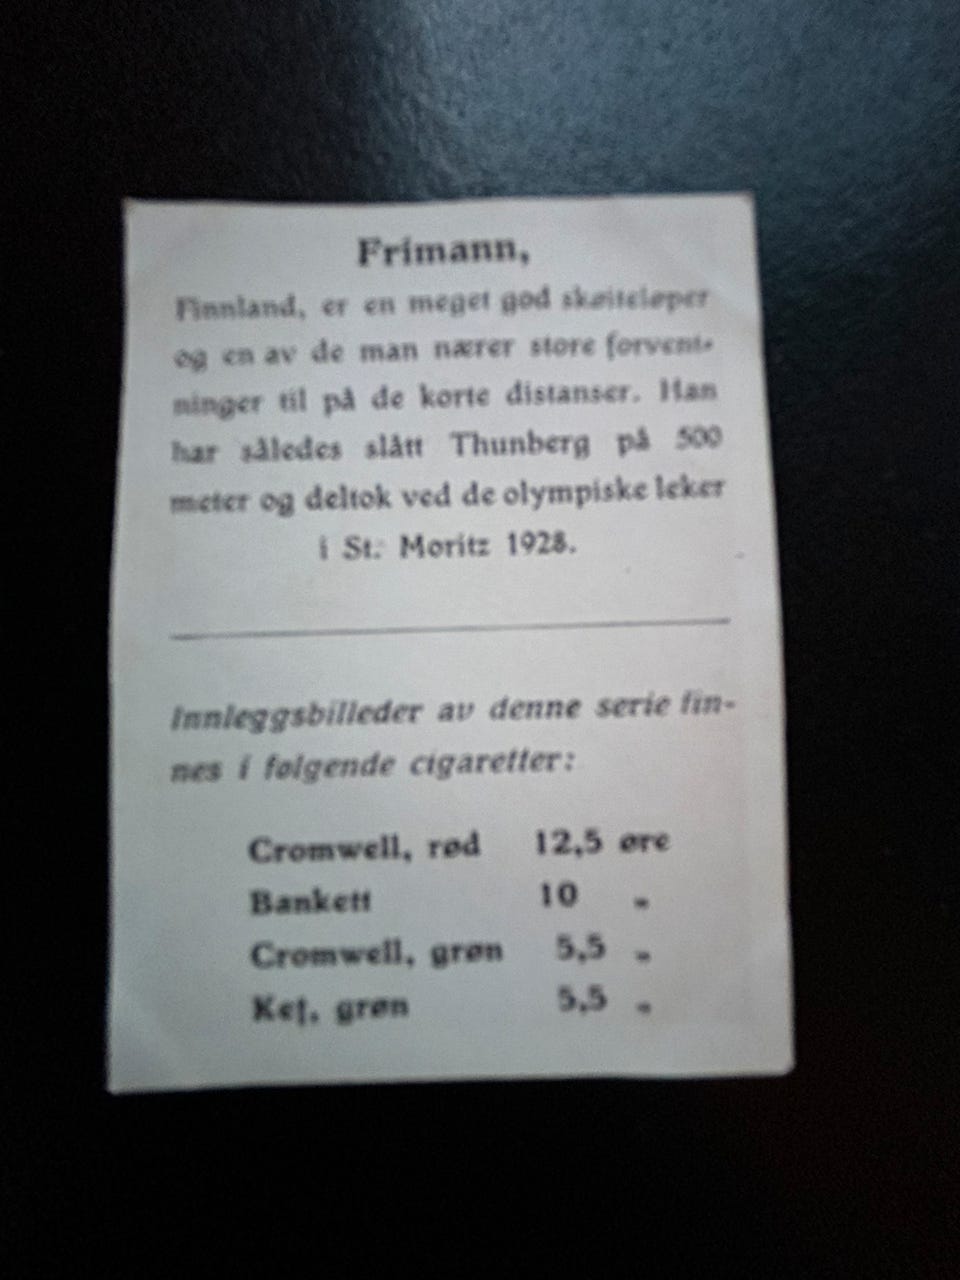 Frimann,
Finnland, er en meget god skøiteløper
og en av de man nærer store forvent-
ninger til på de korte distanser. Han
har således slått Thunberg på 500
meter og deltok ved de olympiske leker
i St. Moritz 1928.
Innleggsbilleder av denne serie fin-
nes i følgende cigaretter:
Cromwell, rød 12,5 øre
Bankett 10 „
Cromwell, grøn 5,5 „
Kej, grøn 5,5 „